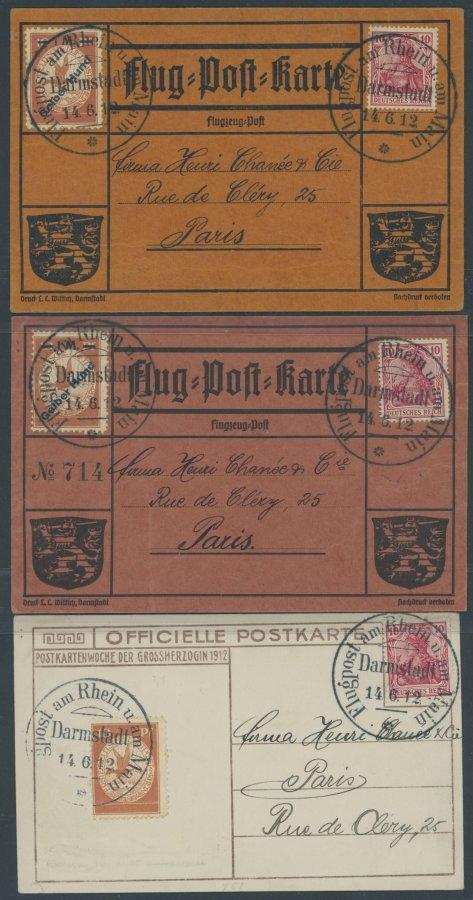 Flugpost am Rhein u. am Main
Darmstadt
14.6.12
Gelber Hund
Flug-Post-Karte
10
DEUTSCHES REICH
Flugpost am Rhein u. am Main
Darmstadt
14.6.12
Flugzeug-Post
Firma Henri Chanée & Cie
Rue de Cléry, 25
Paris
Druck L. C. Wittich, Darmstadt
Nachdruck verboten
Flugpost am Rhein u. am Main
Darmstadt
14.6.12
Gelber Hund
Flug-Post-Karte
10
DEUTSCHES REICH
Flugpost am Rhein u. am Main
Darmstadt
14.6.12
Flugzeug-Post
№ 714
Firma Henri Chanée & Cie
Rue de Cléry, 25
Paris.
Druck L. C. Wittich, Darmstadt
Nachdruck verboten
OFFICIELLE POSTKARTE
POSTKARTENWOCHE DER GROSSHERZOGIN 1912
10
Flugpost am Rhein u. am Main
Darmstadt
14.6.12
gpost am Rhein u. am Main
Darmstadt
14.6.12
Firma Henri Chanée & Cie
Paris
Rue de Cléry, 25